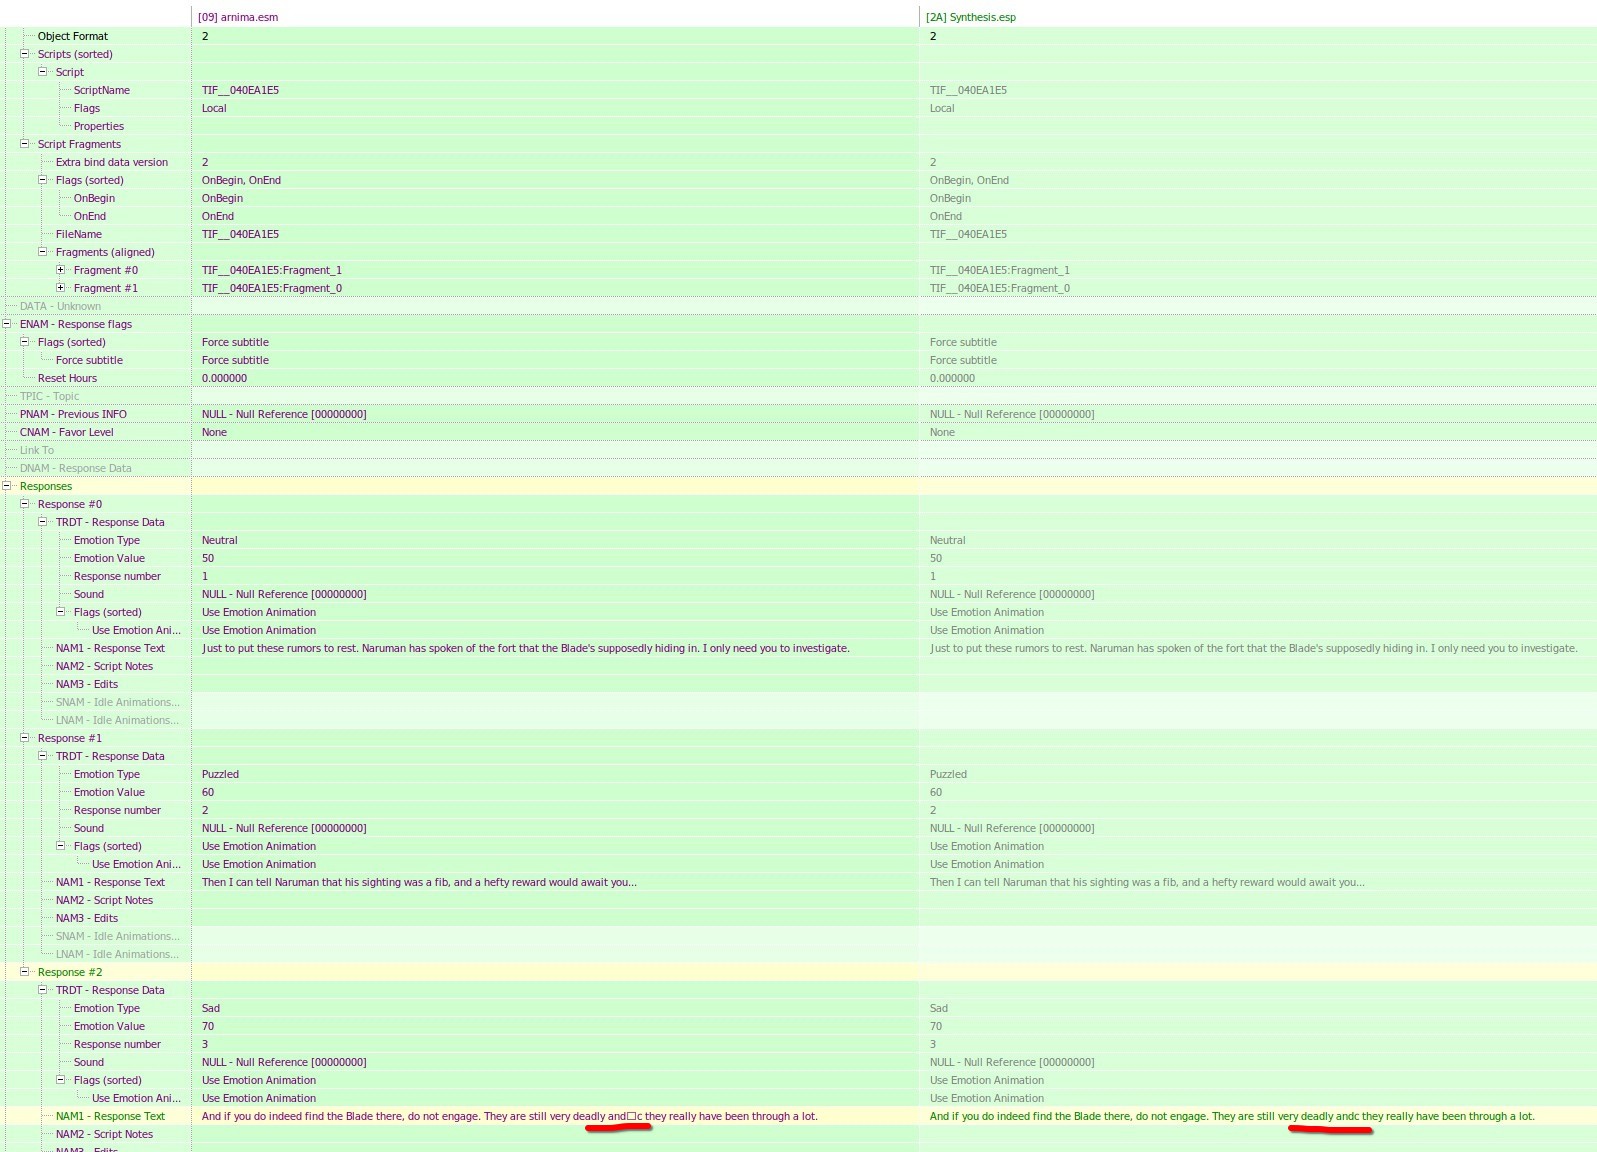 [09] arnima.esm [2A] Synthesis.esp
Object Format 2 2
Scripts (sorted)
Script
ScriptName TIF__040EA1E5 TIF__040EA1E5
Flags Local Local
Properties
Script Fragments
Extra bind data version 2 2
Flags (sorted) OnBegin, OnEnd OnBegin, OnEnd
OnBegin OnBegin OnBegin
OnEnd OnEnd OnEnd
FileName TIF__040EA1E5 TIF__040EA1E5
Fragments (aligned)
Fragment #0 TIF__040EA1E5:Fragment_1 TIF__040EA1E5:Fragment_1
Fragment #1 TIF__040EA1E5:Fragment_0 TIF__040EA1E5:Fragment_0
DATA - Unknown
ENAM - Response flags
Flags (sorted) Force subtitle Force subtitle
Force subtitle Force subtitle Force subtitle
Reset Hours 0.000000 0.000000
TPIC - Topic
PNAM - Previous INFO NULL - Null Reference [00000000] NULL - Null Reference [00000000]
CNAM - Favor Level None None
Link To
DNAM - Response Data
Responses
Response #0
TRDT - Response Data
Emotion Type Neutral Neutral
Emotion Value 50 50
Response number 1 1
Sound NULL - Null Reference [00000000] NULL - Null Reference [00000000]
Flags (sorted) Use Emotion Animation Use Emotion Animation
Use Emotion Ani... Use Emotion Animation Use Emotion Animation
NAM1 - Response Text Just to put these rumors to rest. Naruman has spoken of the fort that the Blade's supposedly hiding in. I only need you to investigate. Just to put these rumors to rest. Naruman has spoken of the fort that the Blade's supposedly hiding in. I only need you to investigate.
NAM2 - Script Notes
NAM3 - Edits
SNAM - Idle Animations...
LNAM - Idle Animations...
Response #1
TRDT - Response Data
Emotion Type Puzzled Puzzled
Emotion Value 60 60
Response number 2 2
Sound NULL - Null Reference [00000000] NULL - Null Reference [00000000]
Flags (sorted) Use Emotion Animation Use Emotion Animation
Use Emotion Ani... Use Emotion Animation Use Emotion Animation
NAM1 - Response Text Then I can tell Naruman that his sighting was a fib, and a hefty reward would await you... Then I can tell Naruman that his sighting was a fib, and a hefty reward would await you...
NAM2 - Script Notes
NAM3 - Edits
SNAM - Idle Animations...
LNAM - Idle Animations...
Response #2
TRDT - Response Data
Emotion Type Sad Sad
Emotion Value 70 70
Response number 3 3
Sound NULL - Null Reference [00000000] NULL - Null Reference [00000000]
Flags (sorted) Use Emotion Animation Use Emotion Animation
Use Emotion Ani... Use Emotion Animation Use Emotion Animation
NAM1 - Response Text And if you do indeed find the Blade there, do not engage. They are still very deadly and□c they really have been through a lot. And if you do indeed find the Blade there, do not engage. They are still very deadly andc they really have been through a lot.
NAM2 - Script Notes
NAM3 - Edits